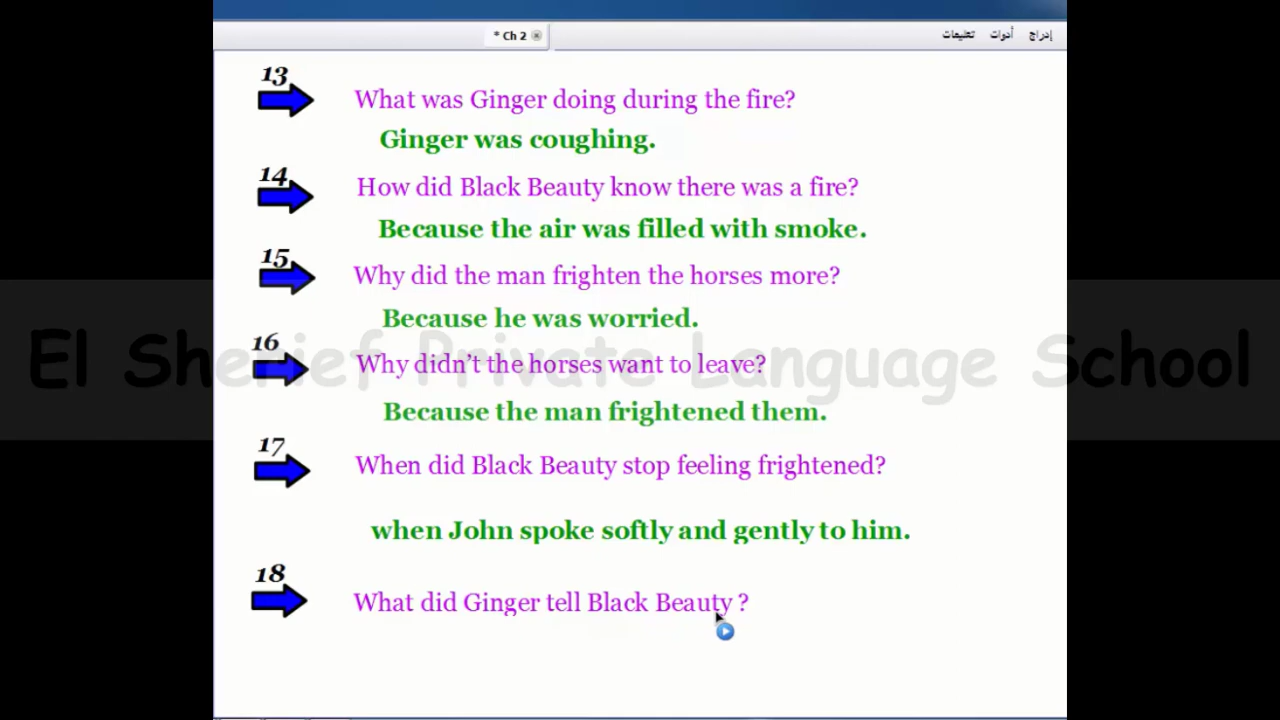 * Ch 2
إدراج أدوات تعليمات
13
What was Ginger doing during the fire?
Ginger was coughing.
14
How did Black Beauty know there was a fire?
Because the air was filled with smoke.
15
Why did the man frighten the horses more?
Because he was worried.
16
Why didn't the horses want to leave?
Because the man frightened them.
17
When did Black Beauty stop feeling frightened?
when John spoke softly and gently to him.
18
What did Ginger tell Black Beauty ?
El Sherief Private Language School